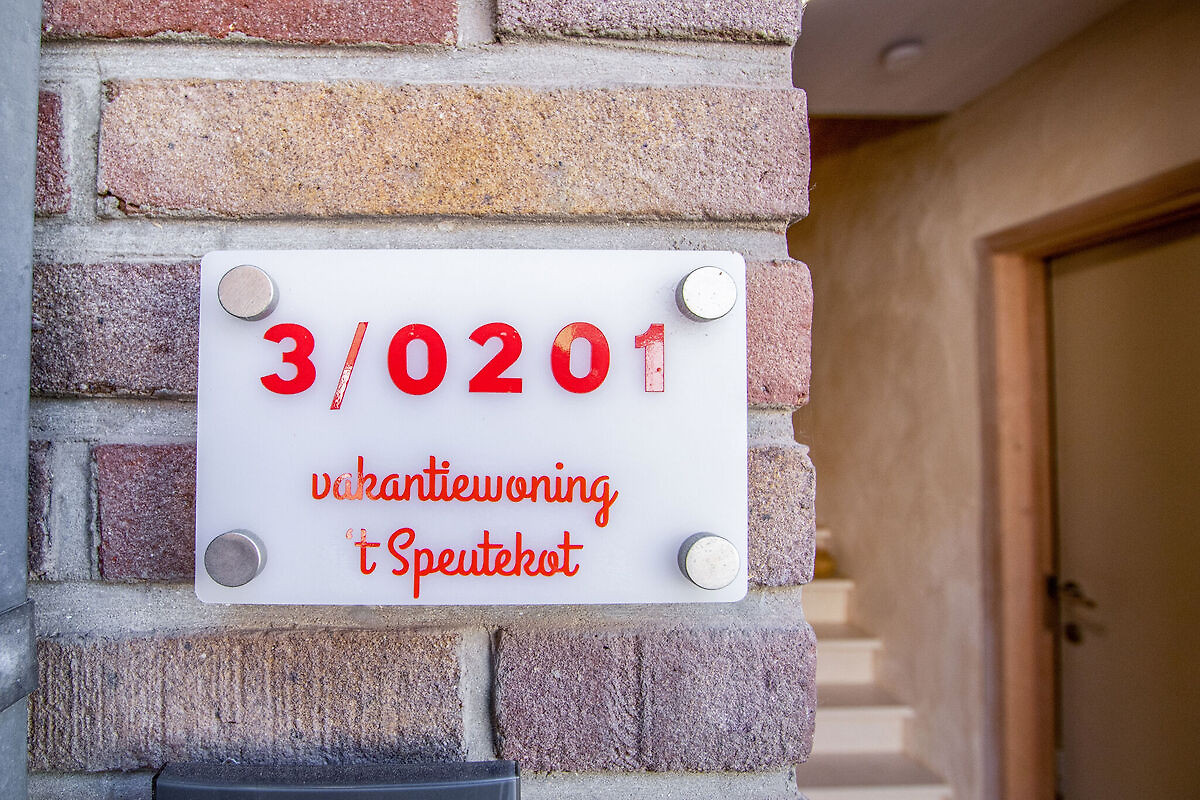 3/0201
vakantiewoning
't Speutekot